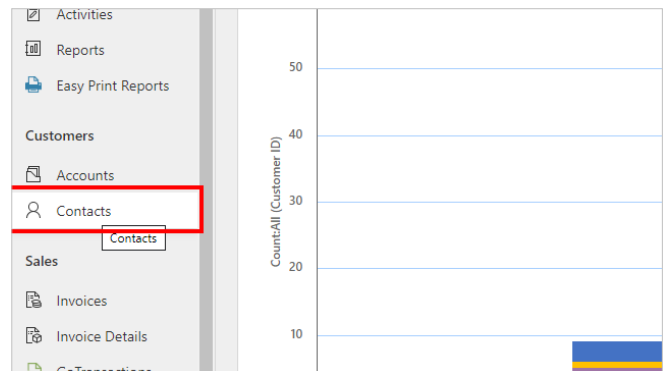 Activities
Reports
Easy Print Reports
Customers
Accounts
Contacts
Contacts
Sales
Invoices
Invoice Details
GoTransactions
Count:All (Customer ID)
50
40
30
20
10